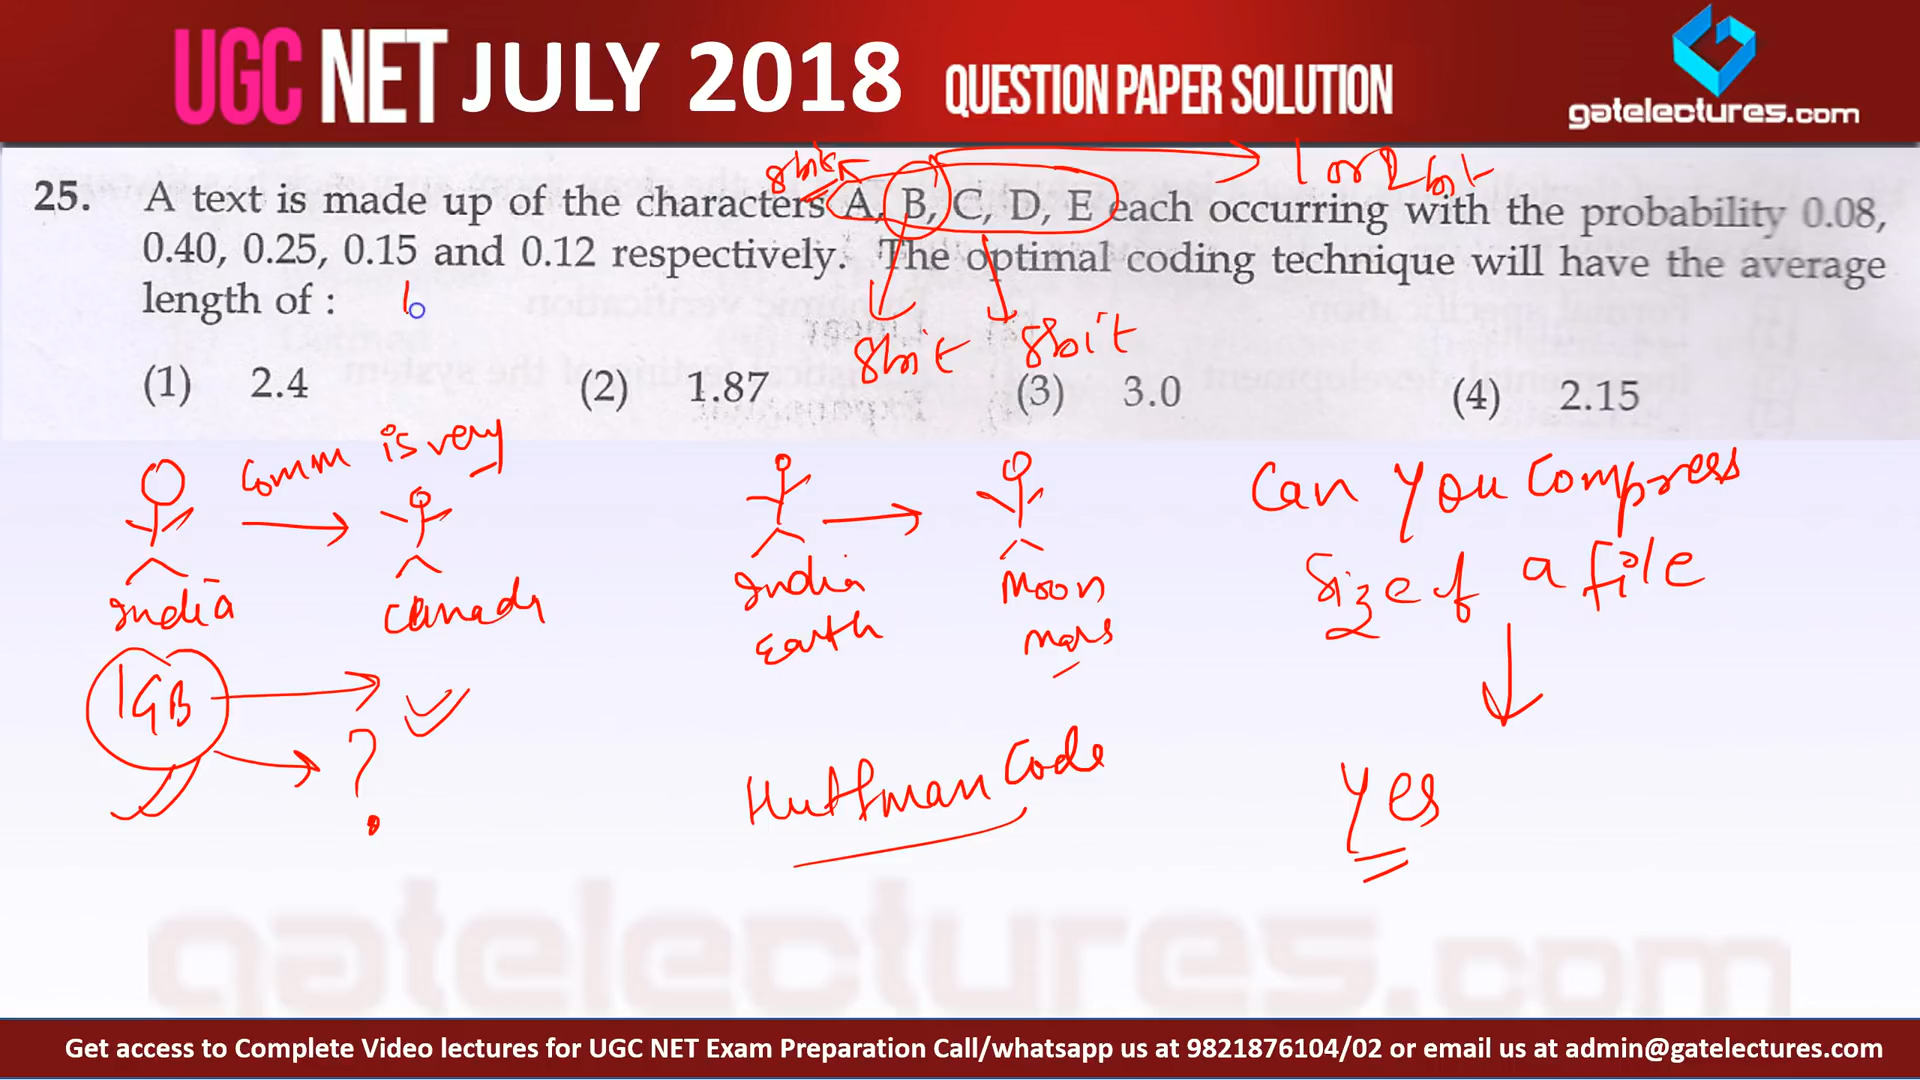 UGC NET JULY 2018 QUESTION PAPER SOLUTION
gatelectures.com
8bit
1 or 2 bit
25. A text is made up of the characters A, B, C, D, E each occurring with the probability 0.08,
0.40, 0.25, 0.15 and 0.12 respectively. The optimal coding technique will have the average
length of :
8bit 8bit
(1) 2.4 (2) 1.87 (3) 3.0 (4) 2.15
Comm is very
India
Canada
India
Earth
Moon
mars
Can you compress
Size of a file
1GB
?
Huffman Code
Yes
gatelectures.com
Get access to Complete Video lectures for UGC NET Exam Preparation Call/whatsapp us at 9821876104/02 or email us at admin@gatelectures.com